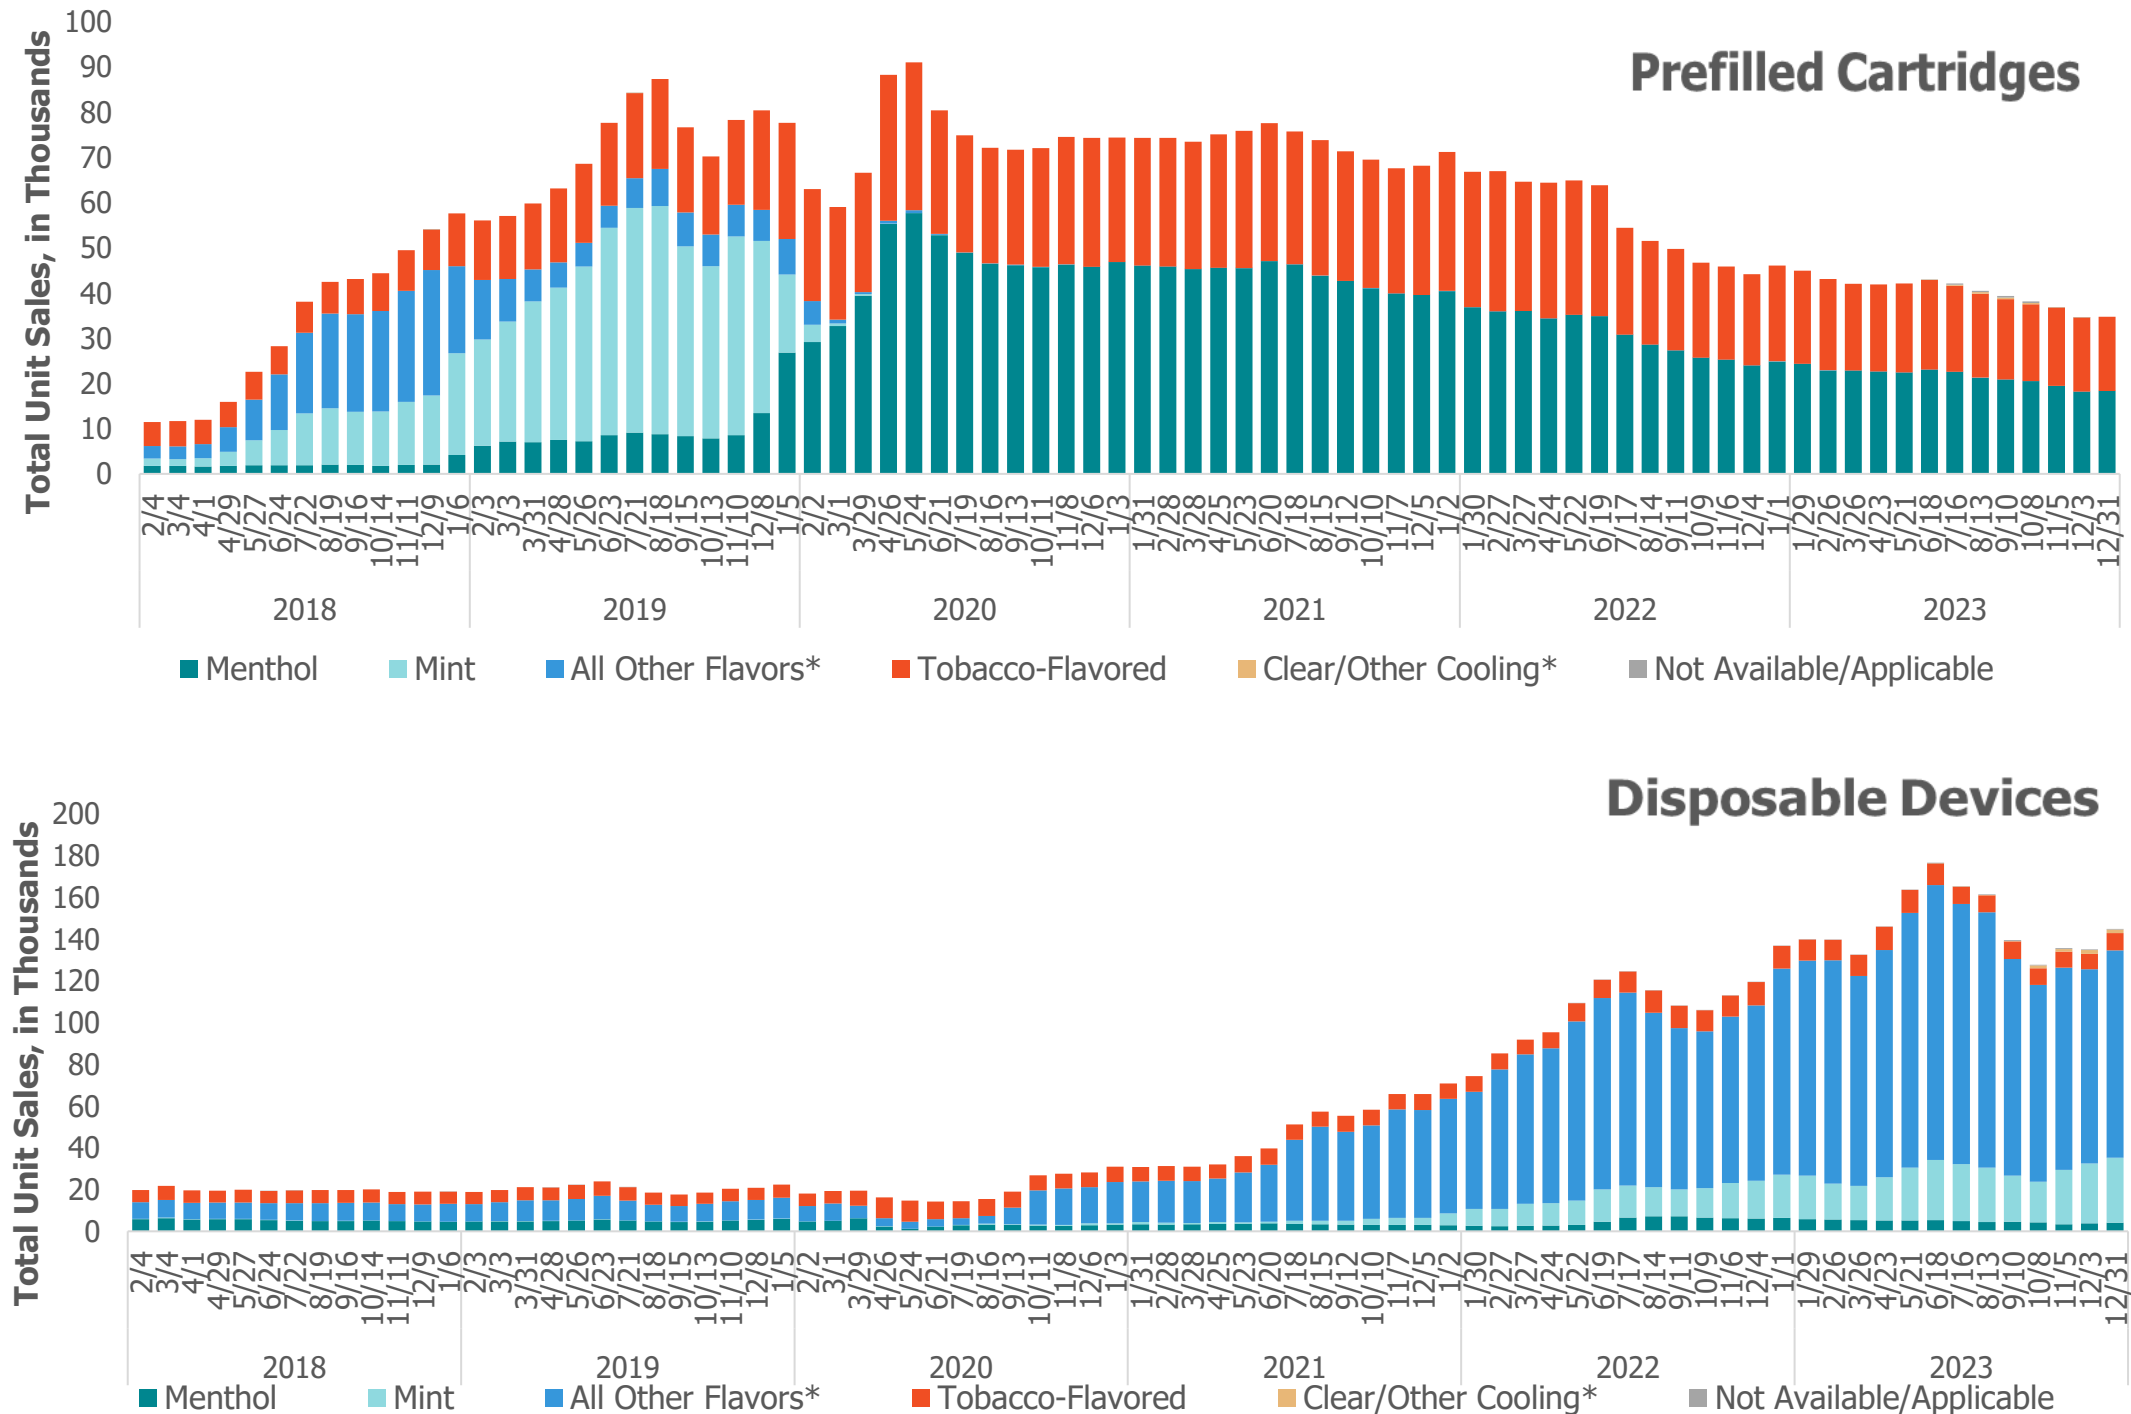 Prefilled Cartridges
Total Unit Sales, in Thousands
100
90
80
70
60
50
40
30
20
10
0
2/4 3/4 4/1 4/29 5/27 6/24 7/22 8/19 9/16 10/14 11/11 12/9 1/6 2/3 3/3 3/31 4/28 5/26 6/23 7/21 8/18 9/15 10/13 11/10 12/8 1/5 2/2 3/1 3/29 4/26 5/24 6/21 7/19 8/16 9/13 10/11 11/8 12/6 1/3 1/31 2/28 3/28 4/25 5/23 6/20 7/18 8/15 9/12 10/10 11/7 12/5 1/2 1/30 2/27 3/27 4/24 5/22 6/19 7/17 8/14 9/11 10/9 11/6 12/4 1/1 1/29 2/26 3/26 4/23 5/21 6/18 7/16 8/13 9/10 10/8 11/5 12/3 12/31
2018 2019 2020 2021 2022 2023
Menthol Mint All Other Flavors* Tobacco-Flavored Clear/Other Cooling* Not Available/Applicable
Disposable Devices
Total Unit Sales, in Thousands
200
180
160
140
120
100
80
60
40
20
0
2/4 3/4 4/1 4/29 5/27 6/24 7/22 8/19 9/16 10/14 11/11 12/9 1/6 2/3 3/3 3/31 4/28 5/26 6/23 7/21 8/18 9/15 10/13 11/10 12/8 1/5 2/2 3/1 3/29 4/26 5/24 6/21 7/19 8/16 9/13 10/11 11/8 12/6 1/3 1/31 2/28 3/28 4/25 5/23 6/20 7/18 8/15 9/12 10/10 11/7 12/5 1/2 1/30 2/27 3/27 4/24 5/22 6/19 7/17 8/14 9/11 10/9 11/6 12/4 1/1 1/29 2/26 3/26 4/23 5/21 6/18 7/16 8/13 9/10 10/8 11/5 12/3 12/31
2018 2019 2020 2021 2022 2023
Menthol Mint All Other Flavors* Tobacco-Flavored Clear/Other Cooling* Not Available/Applicable